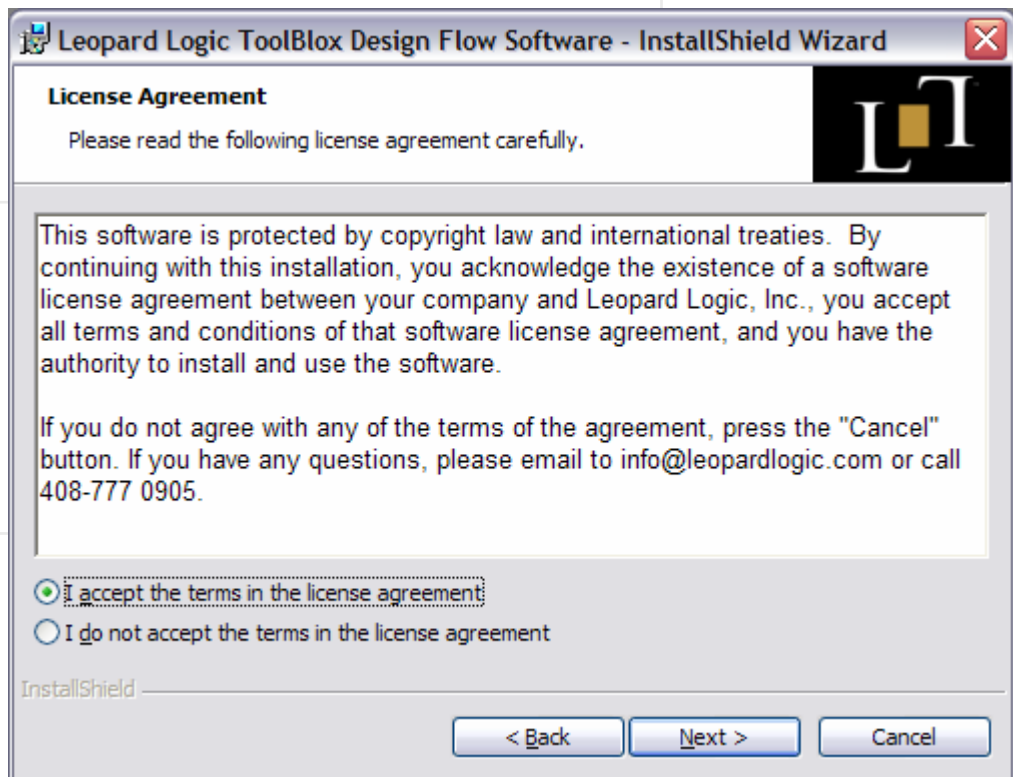 Leopard Logic ToolBlox Design Flow Software - InstallShield Wizard
License Agreement
Please read the following license agreement carefully.
LL
This software is protected by copyright law and international treaties.  By
continuing with this installation, you acknowledge the existence of a software
license agreement between your company and Leopard Logic, Inc., you accept
all terms and conditions of that software license agreement, and you have the
authority to install and use the software.
If you do not agree with any of the terms of the agreement, press the "Cancel"
button. If you have any questions, please email to info@leopardlogic.com or call
408-777 0905.
I accept the terms in the license agreement
I do not accept the terms in the license agreement
InstallShield
< Back
Next >
Cancel